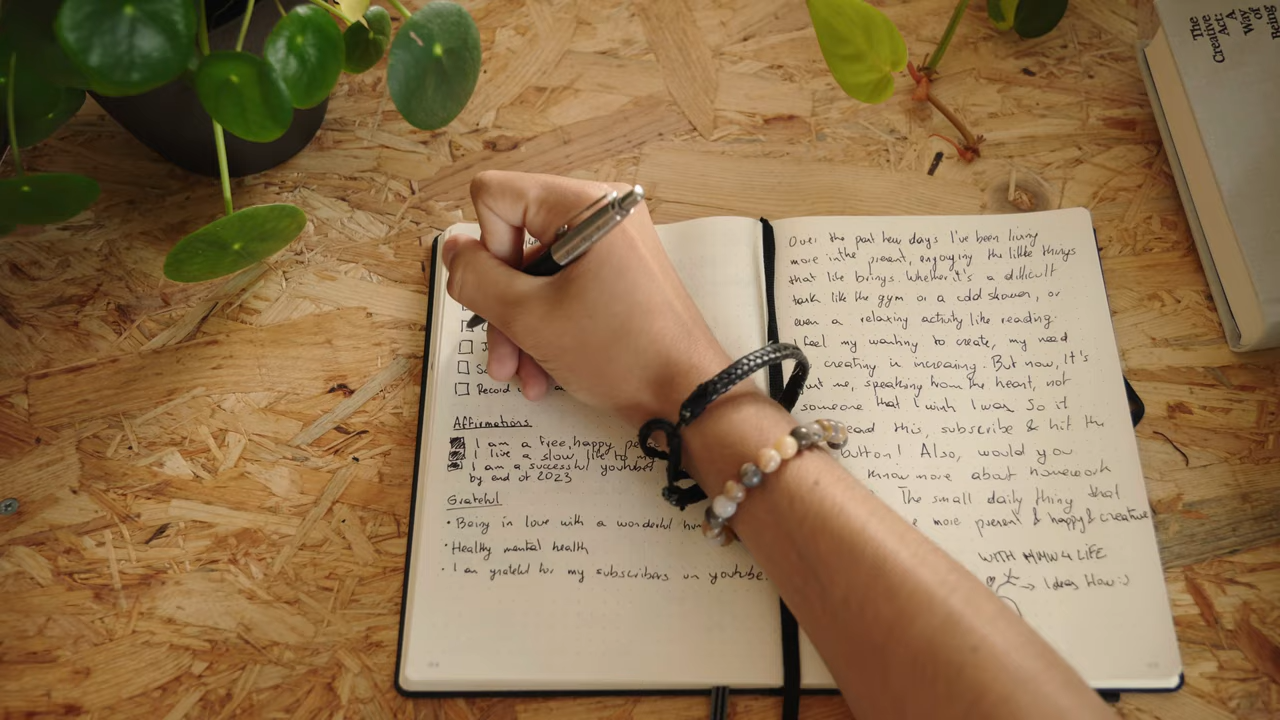 The
Creative
Act:
A
Way
of
Being
Record
Affirmations
I am a free, happy
I live a slow, life to my
I am a successful youtuber
by end of 2023
Grateful
• Being in love with a wonderful
• Healthy mental health
• I am grateful for my subscribers on youtube.
Over the past few days I've been living
more in the present, enjoying the little things
that life brings. Whether it's a difficult
task like the gym or a cold shower, or
even a relaxing activity like reading.
I feel my wanting to create, my need
creating is increasing. But now, it's
just me, speaking from the heart, not
someone that I wish I was. So if
read this, subscribe & hit the
button! Also, would you
know more about homework
The small daily thing that
more present & happy & creative
WITH LIFE
→ Ideas How :)